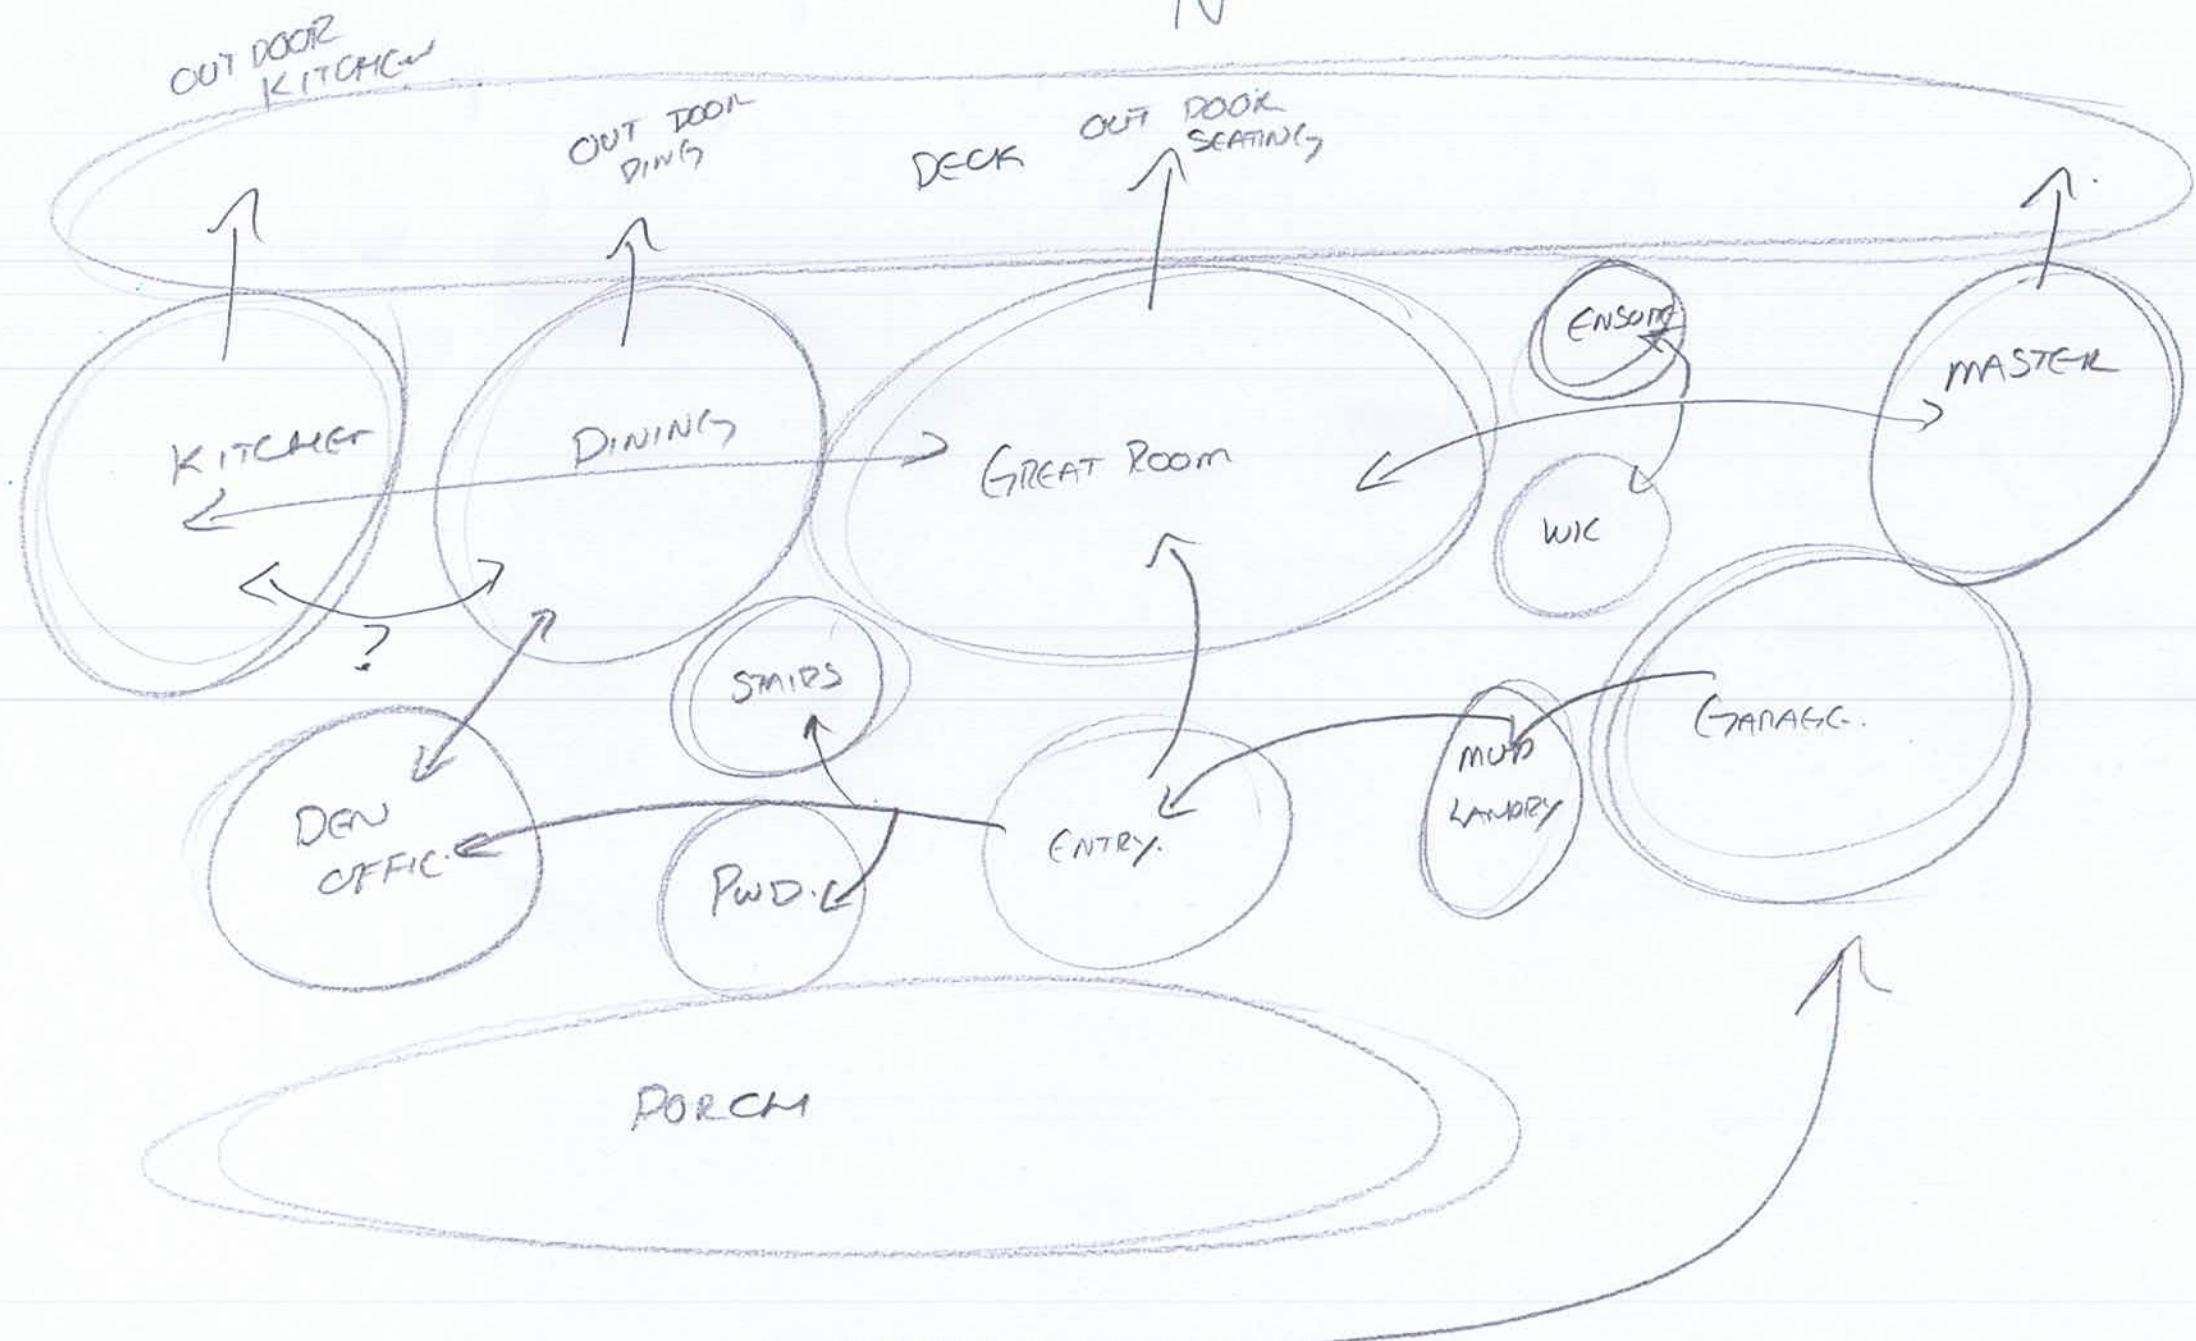 N
OUT DOOR
KITCHEN
OUT DOOR
DING
DECK
OUT DOOR
SEATING
ENSUITE
MASTER
KITCHEN
DINING
GREAT ROOM
WIC
?
STAIRS
GARAGE.
MUD
LANDRY
DEN
OFFIC.
PWD.
ENTRY.
PORCH